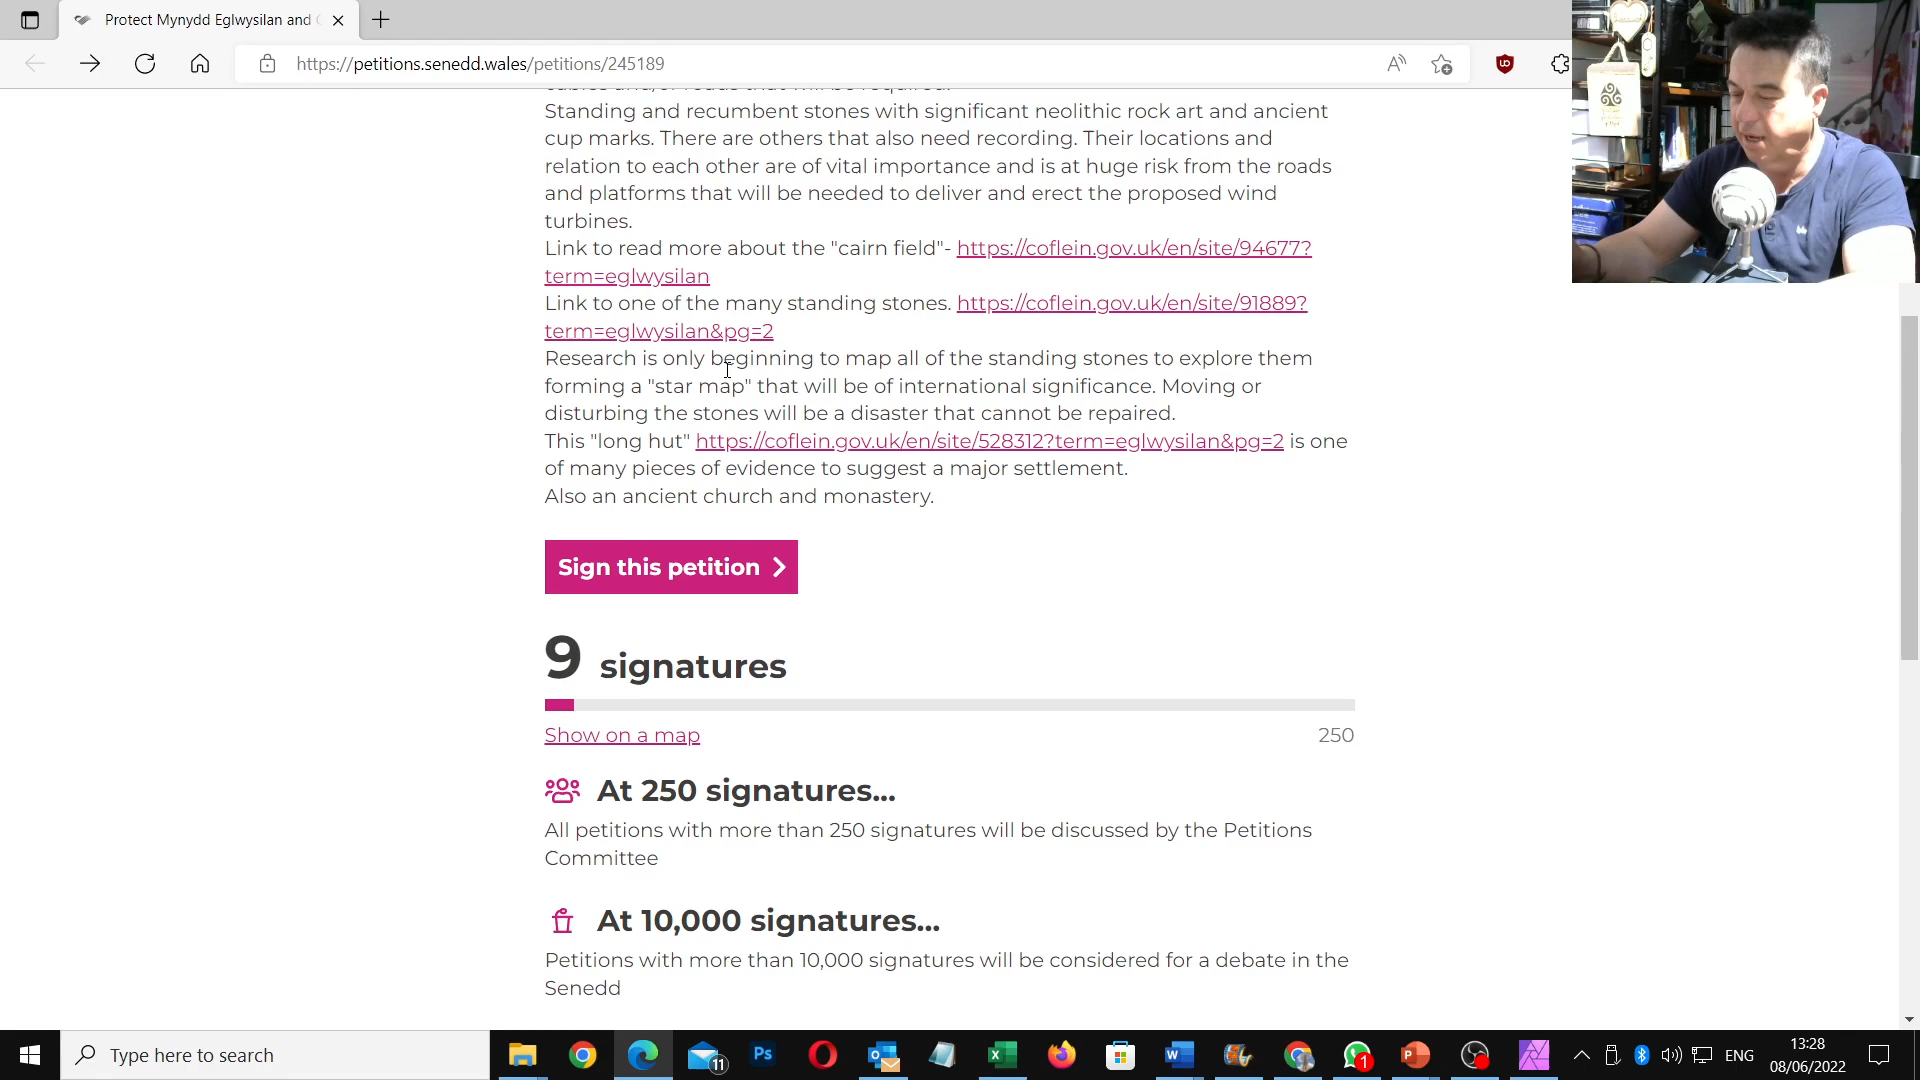 Protect Mynydd Eglwysilan and
https://petitions.senedd.wales/petitions/245189
Standing and recumbent stones with significant neolithic rock art and ancient
cup marks. There are others that also need recording. Their locations and
relation to each other are of vital importance and is at huge risk from the roads
and platforms that will be needed to deliver and erect the proposed wind
turbines.
Link to read more about the "cairn field"- https://coflein.gov.uk/en/site/94677?
term=eglwysilan
Link to one of the many standing stones. https://coflein.gov.uk/en/site/91889?
term=eglwysilan&pg=2
Research is only beginning to map all of the standing stones to explore them
forming a "star map" that will be of international significance. Moving or
disturbing the stones will be a disaster that cannot be repaired.
This "long hut" https://coflein.gov.uk/en/site/528312?term=eglwysilan&pg=2 is one
of many pieces of evidence to suggest a major settlement.
Also an ancient church and monastery.
Sign this petition
9 signatures
Show on a map 250
At 250 signatures...
All petitions with more than 250 signatures will be discussed by the Petitions
Committee
At 10,000 signatures...
Petitions with more than 10,000 signatures will be considered for a debate in the
Senedd
Type here to search
11
Ps
1
ENG
13:28
08/06/2022